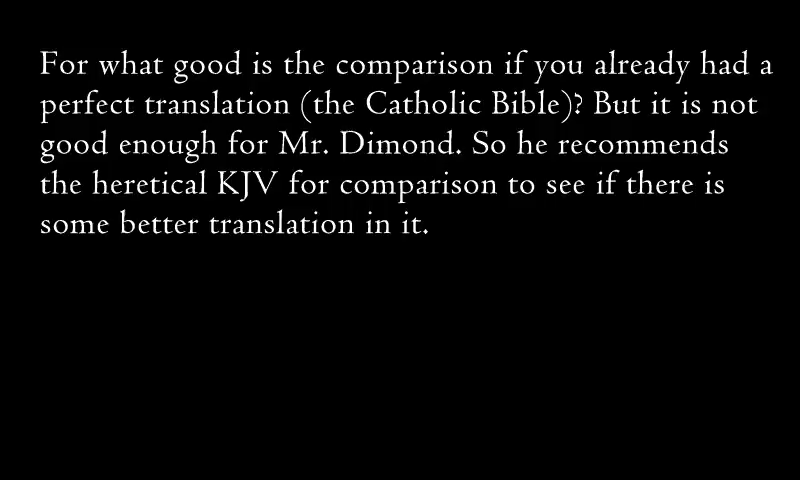 For what good is the comparison if you already had a
perfect translation (the Catholic Bible)? But it is not
good enough for Mr. Dimond. So he recommends
the heretical KJV for comparison to see if there is
some better translation in it.